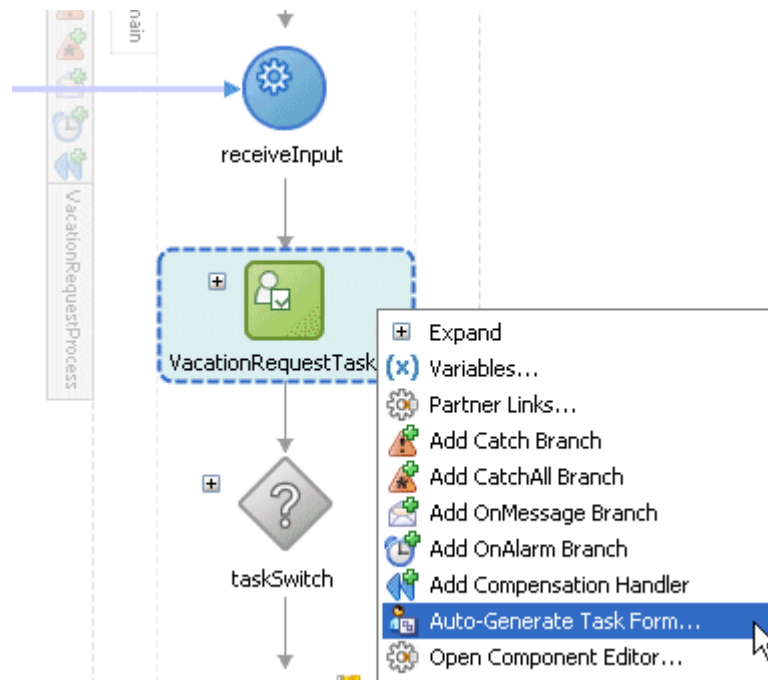 main
receiveInput
VacationRequestProcess
VacationRequestTask
Expand
(x) Variables...
Partner Links...
Add Catch Branch
Add CatchAll Branch
Add OnMessage Branch
Add OnAlarm Branch
taskSwitch
Add Compensation Handler
Auto-Generate Task Form...
Open Component Editor...